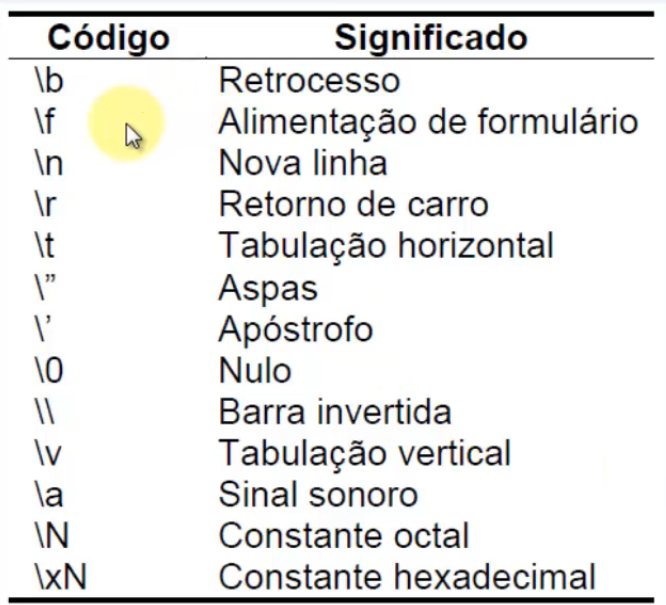 Código Significado
\b Retrocesso
\f Alimentação de formulário
\n Nova linha
\r Retorno de carro
\t Tabulação horizontal
\” Aspas
\’ Apóstrofo
\0 Nulo
\\ Barra invertida
\v Tabulação vertical
\a Sinal sonoro
\N Constante octal
\xN Constante hexadecimal